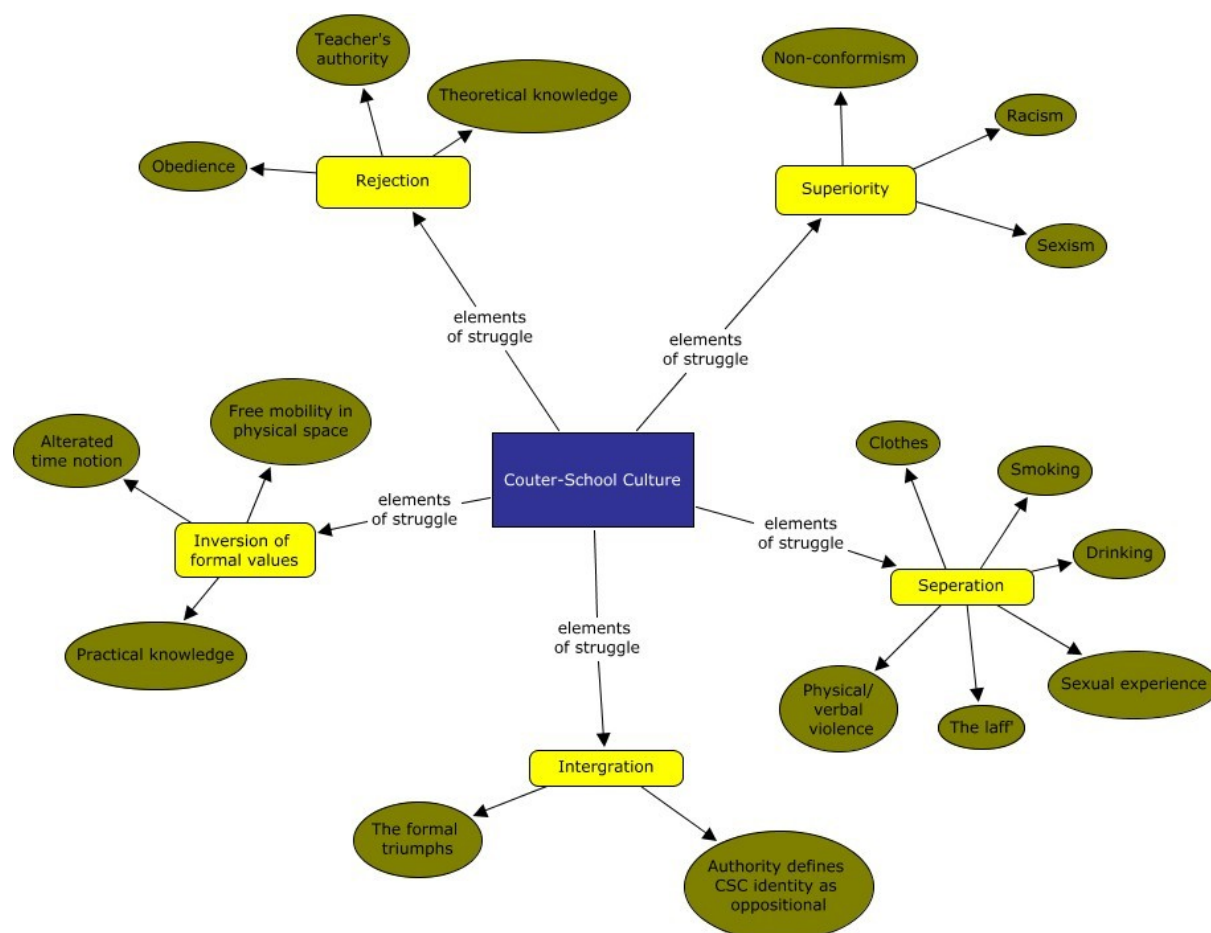 Teacher's
authority
Theoretical knowledge
Obedience
Rejection
Non-conformism
Racism
Superiority
Sexism
elements
of struggle
elements
of struggle
Free mobility in
physical space
Alterated
time notion
elements
of struggle
Inversion of
formal values
Practical knowledge
Couter-School Culture
elements
of struggle
Clothes
Smoking
Drinking
Seperation
Physical/
verbal
violence
The laff'
Sexual experience
elements
of struggle
Intergration
The formal
triumphs
Authority defines
CSC identity as
oppositional